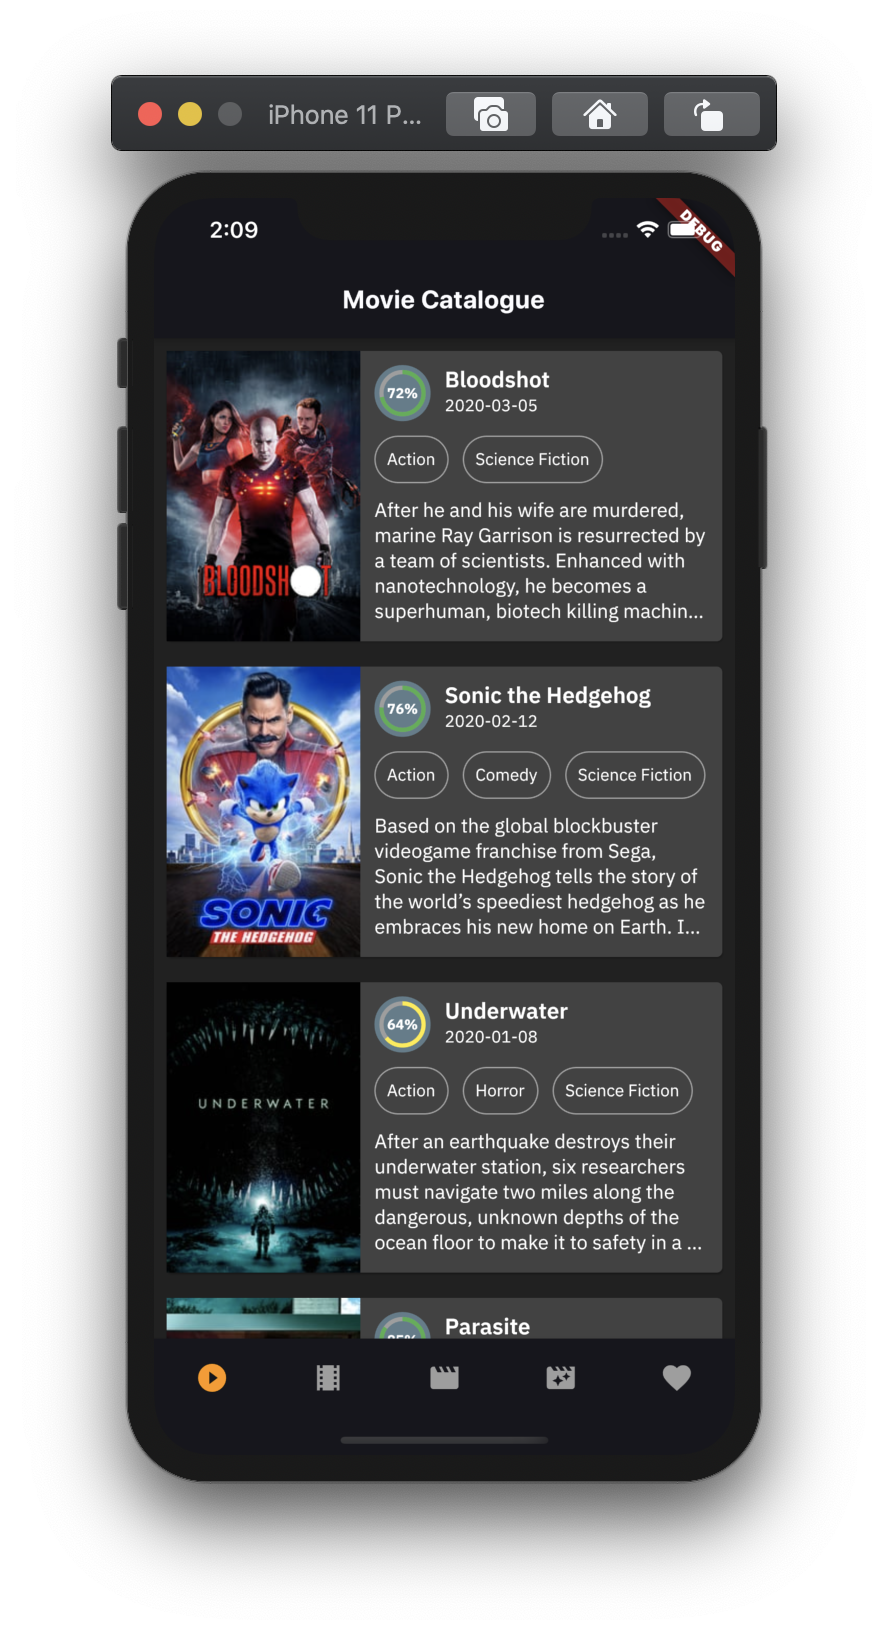 iPhone 11 P...
2:09
DEBUG
Movie Catalogue
72%
Bloodshot
2020-03-05
Action
Science Fiction
After he and his wife are murdered,
marine Ray Garrison is resurrected by
a team of scientists. Enhanced with
nanotechnology, he becomes a
superhuman, biotech killing machin...
BLOODSHOT
76%
Sonic the Hedgehog
2020-02-12
Action
Comedy
Science Fiction
Based on the global blockbuster
videogame franchise from Sega,
Sonic the Hedgehog tells the story of
the world’s speediest hedgehog as he
embraces his new home on Earth. I...
SONIC
THE HEDGEHOG
64%
Underwater
2020-01-08
Action
Horror
Science Fiction
After an earthquake destroys their
underwater station, six researchers
must navigate two miles along the
dangerous, unknown depths of the
ocean floor to make it to safety in a ...
UNDERWATER
Parasite